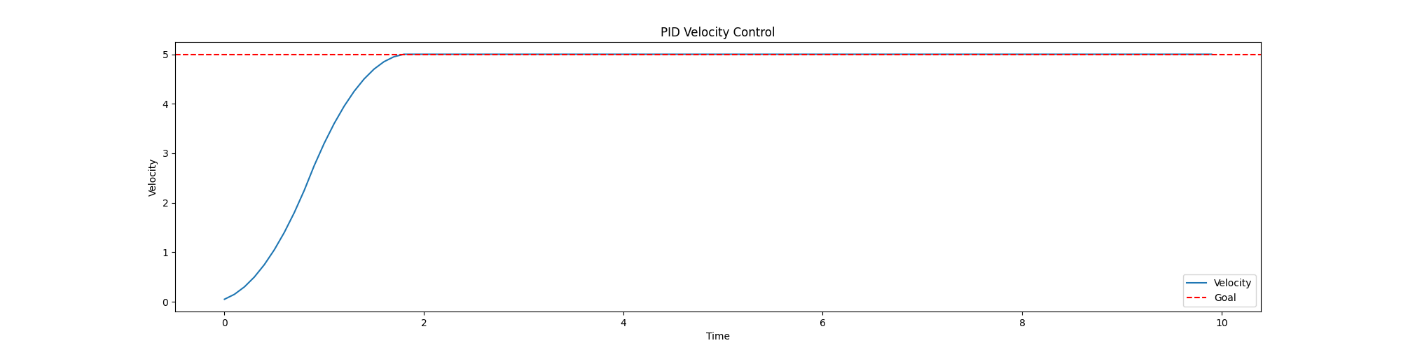 PID Velocity Control
5
4
3
2
1
0
Velocity
0 2 4 6 8 10
Time
Velocity
Goal